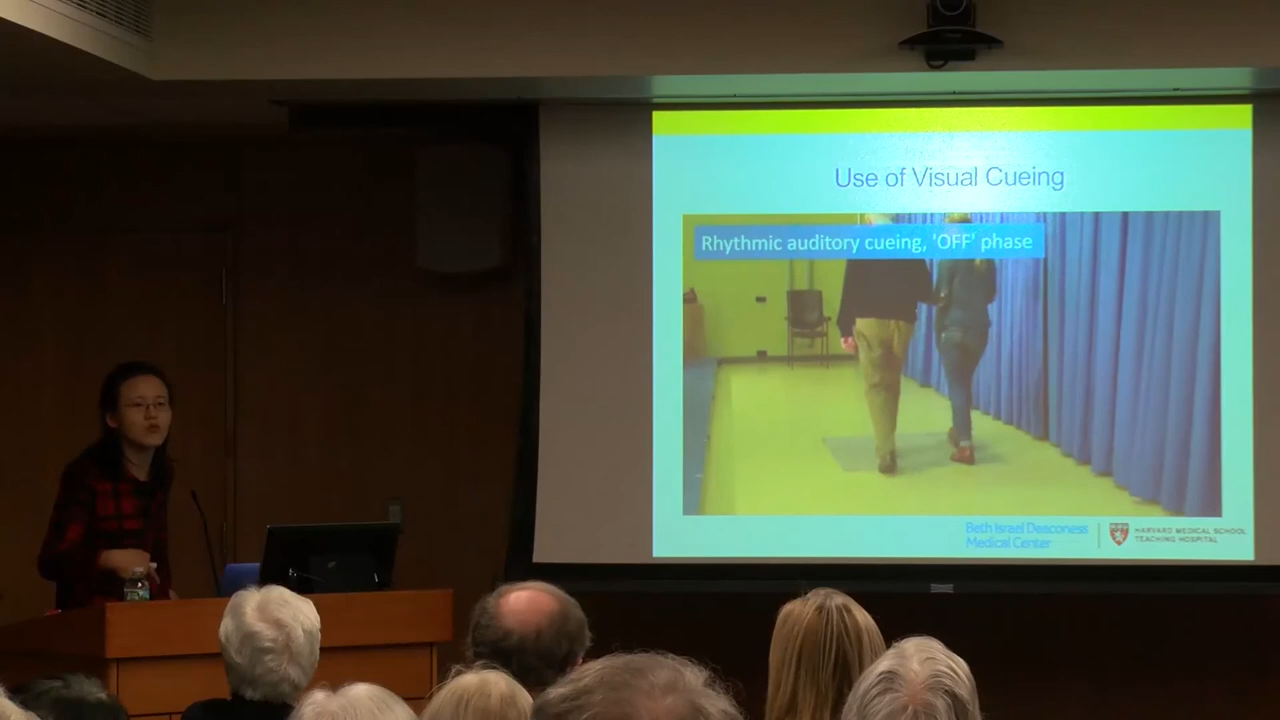 Use of Visual Cueing
Rhythmic auditory cueing, 'OFF' phase
Beth Israel Deaconess
Medical Center
HARVARD MEDICAL SCHOOL
TEACHING HOSPITAL